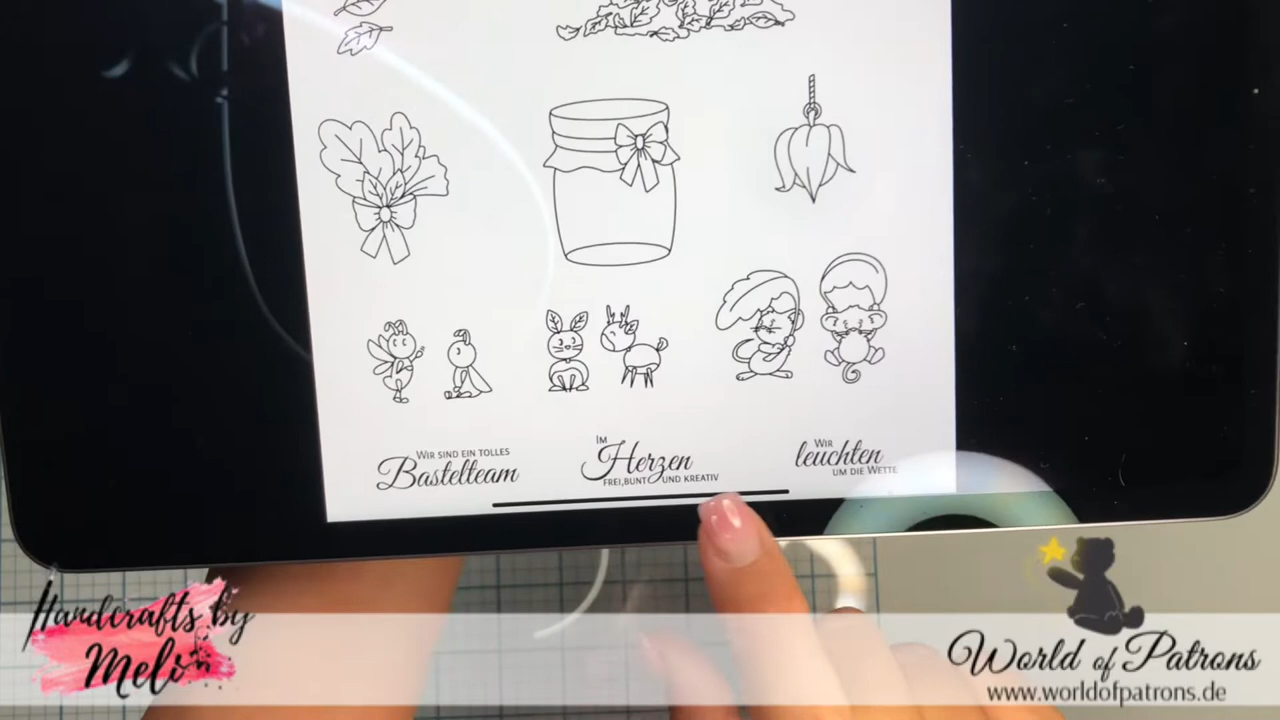 WIR SIND EIN TOLLES
Bastelteam
IM
Herzen
FREI,BUNT UND KREATIV
WIR
leuchten
UM DIE WETTE
Handcrafts by
Meli
World of Patrons
www.worldofpatrons.de